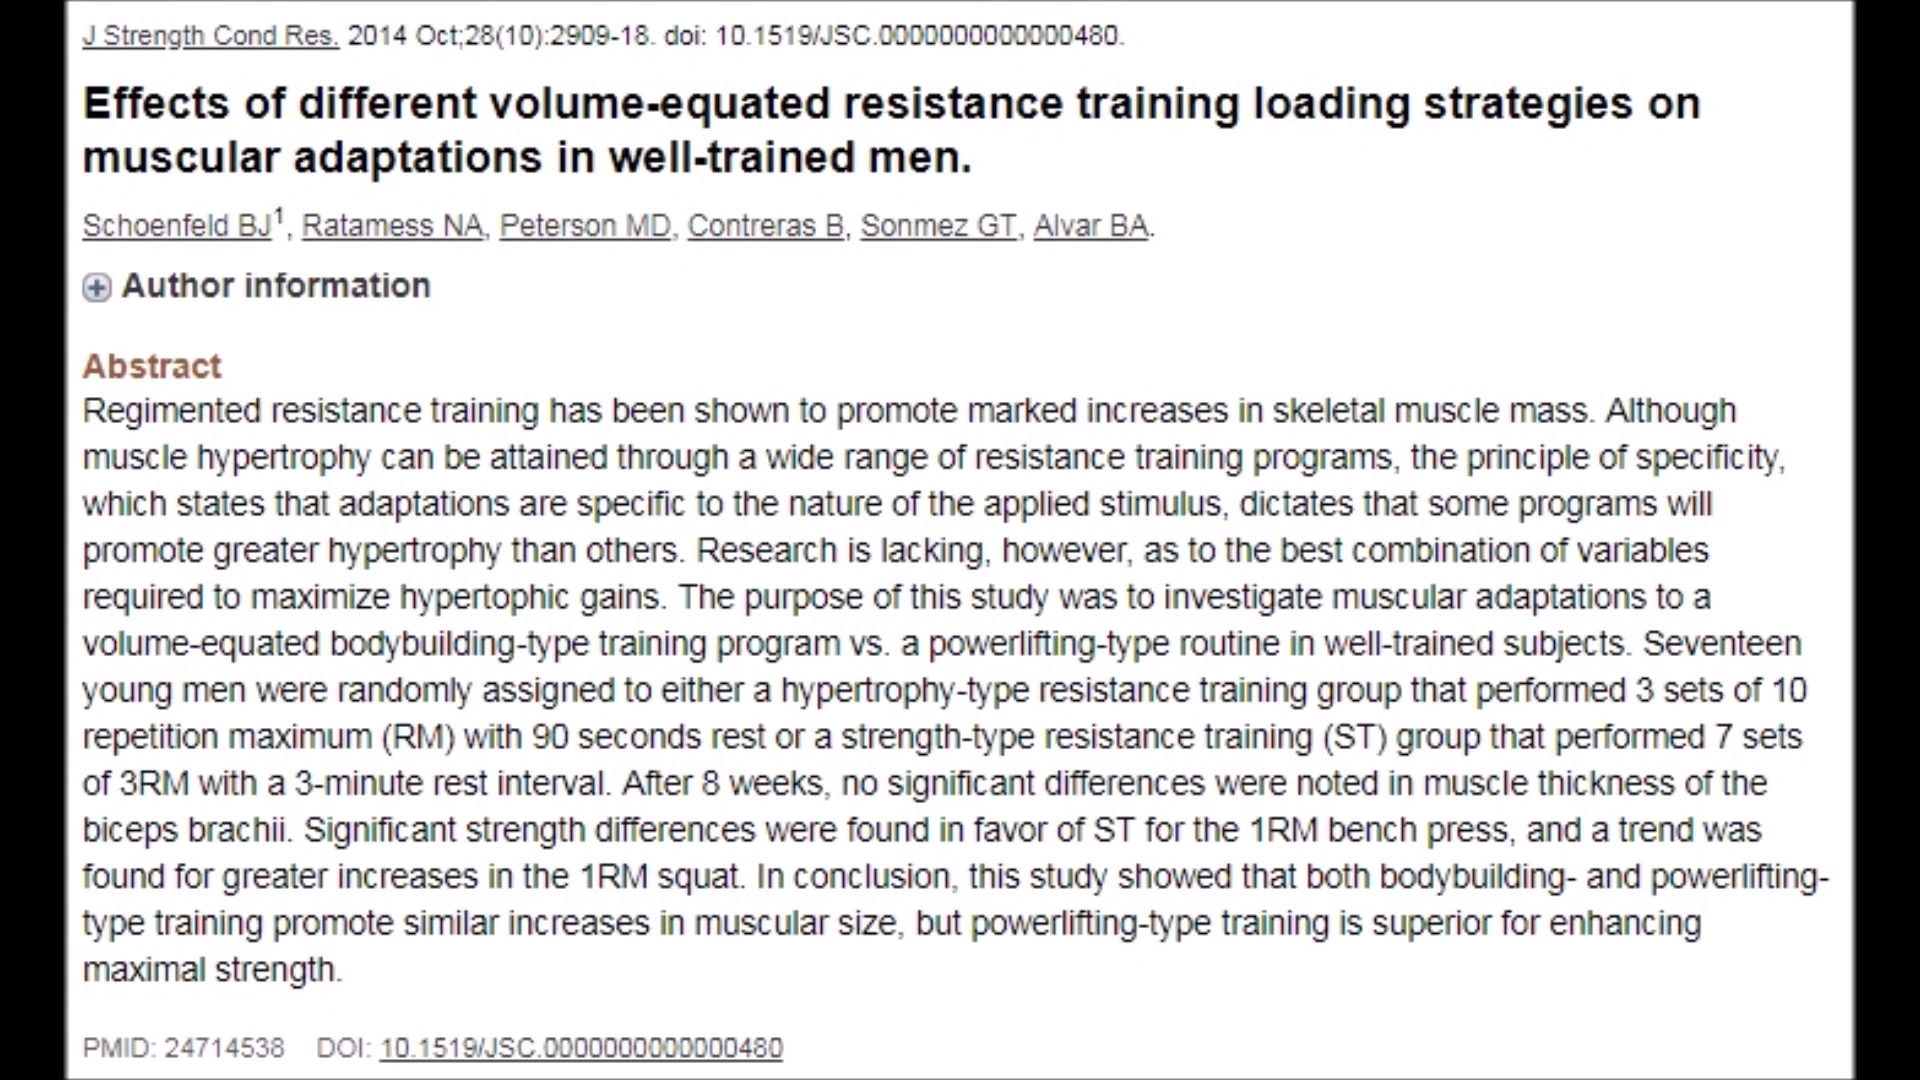 J Strength Cond Res. 2014 Oct;28(10):2909-18. doi: 10.1519/JSC.0000000000000480.
Effects of different volume-equated resistance training loading strategies on
muscular adaptations in well-trained men.
Schoenfeld BJ1, Ratamess NA, Peterson MD, Contreras B, Sonmez GT, Alvar BA.
Author information
Abstract
Regimented resistance training has been shown to promote marked increases in skeletal muscle mass. Although
muscle hypertrophy can be attained through a wide range of resistance training programs, the principle of specificity,
which states that adaptations are specific to the nature of the applied stimulus, dictates that some programs will
promote greater hypertrophy than others. Research is lacking, however, as to the best combination of variables
required to maximize hypertophic gains. The purpose of this study was to investigate muscular adaptations to a
volume-equated bodybuilding-type training program vs. a powerlifting-type routine in well-trained subjects. Seventeen
young men were randomly assigned to either a hypertrophy-type resistance training group that performed 3 sets of 10
repetition maximum (RM) with 90 seconds rest or a strength-type resistance training (ST) group that performed 7 sets
of 3RM with a 3-minute rest interval. After 8 weeks, no significant differences were noted in muscle thickness of the
biceps brachii. Significant strength differences were found in favor of ST for the 1RM bench press, and a trend was
found for greater increases in the 1RM squat. In conclusion, this study showed that both bodybuilding- and powerlifting-
type training promote similar increases in muscular size, but powerlifting-type training is superior for enhancing
maximal strength.
PMID: 24714538 DOI: 10.1519/JSC.0000000000000480